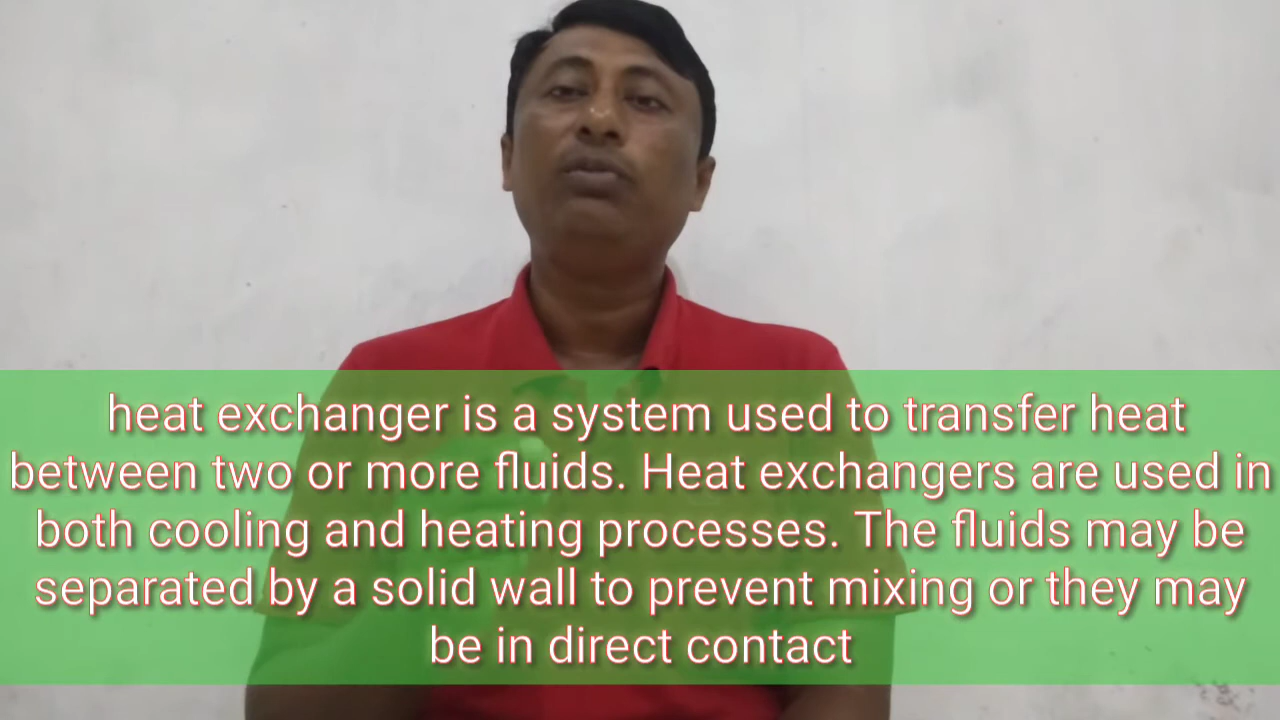 heat exchanger is a system used to transfer heat
between two or more fluids. Heat exchangers are used in
both cooling and heating processes. The fluids may be
separated by a solid wall to prevent mixing or they may
be in direct contact